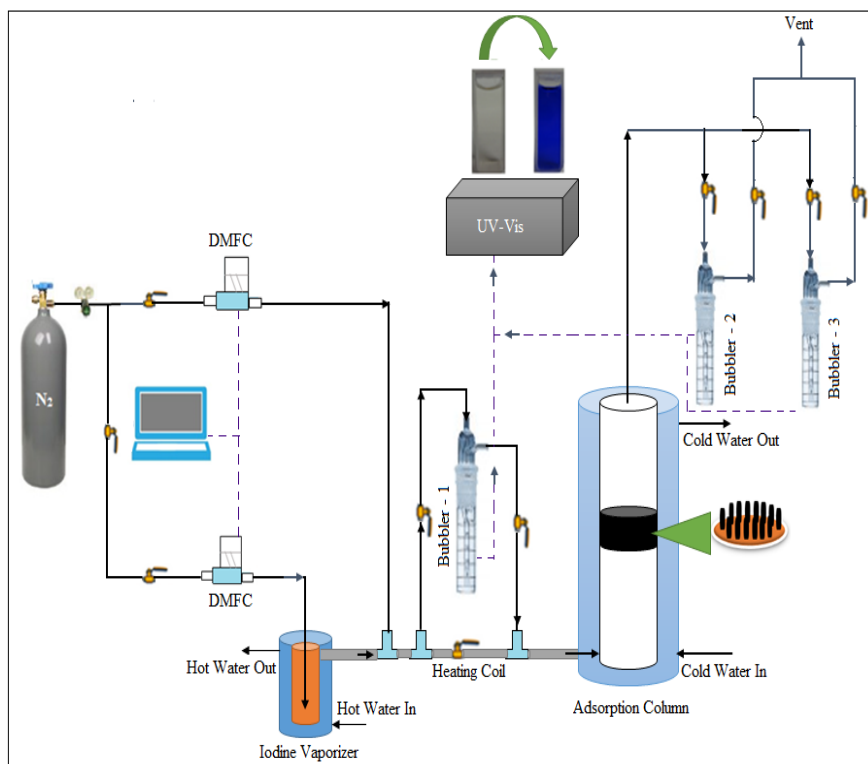 Vent
UV-Vis
DMFC
N2
Bubbler - 2
Bubbler - 3
Cold Water Out
Bubbler - 1
DMFC
Hot Water Out
Heating Coil
Cold Water In
Hot Water In
Adsorption Column
Iodine Vaporizer